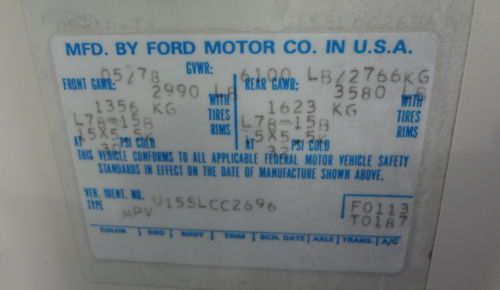 MFD. BY FORD MOTOR CO. IN U.S.A.
05/78 GVWR: 6100 LB/2766KG
FRONT GAWR: 2990 LB REAR GAWR: 3580 LB
1356 KG WITH 1623 KG WITH
L78-15B TIRES L78-15B TIRES
15X5.5K RIMS 15X5.5K RIMS
AT PSI COLD AT PSI COLD
THIS VEHICLE CONFORMS TO ALL APPLICABLE FEDERAL MOTOR VEHICLE SAFETY
STANDARDS IN EFFECT ON THE DATE OF MANUFACTURE SHOWN ABOVE.
VEH. IDENT. NO. U15SLCC2696
TYPE MPV
F0113
T0187
COLOR DSO BODY TRIM SCH. DATE AXLE TRANS. A/C